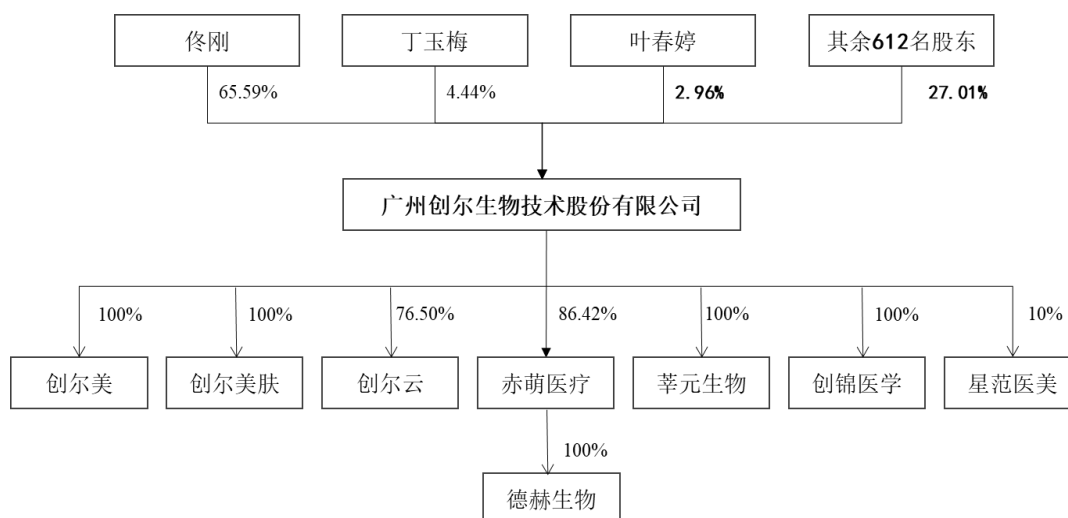 佟刚
丁玉梅
叶春婷
其余612名股东
65.59%
4.44%
2.96%
27.01%
广州创尔生物技术股份有限公司
100%
100%
76.50%
86.42%
100%
100%
10%
创尔美
创尔美肤
创尔云
赤萌医疗
莘元生物
创锦医学
星范医美
100%
德赫生物